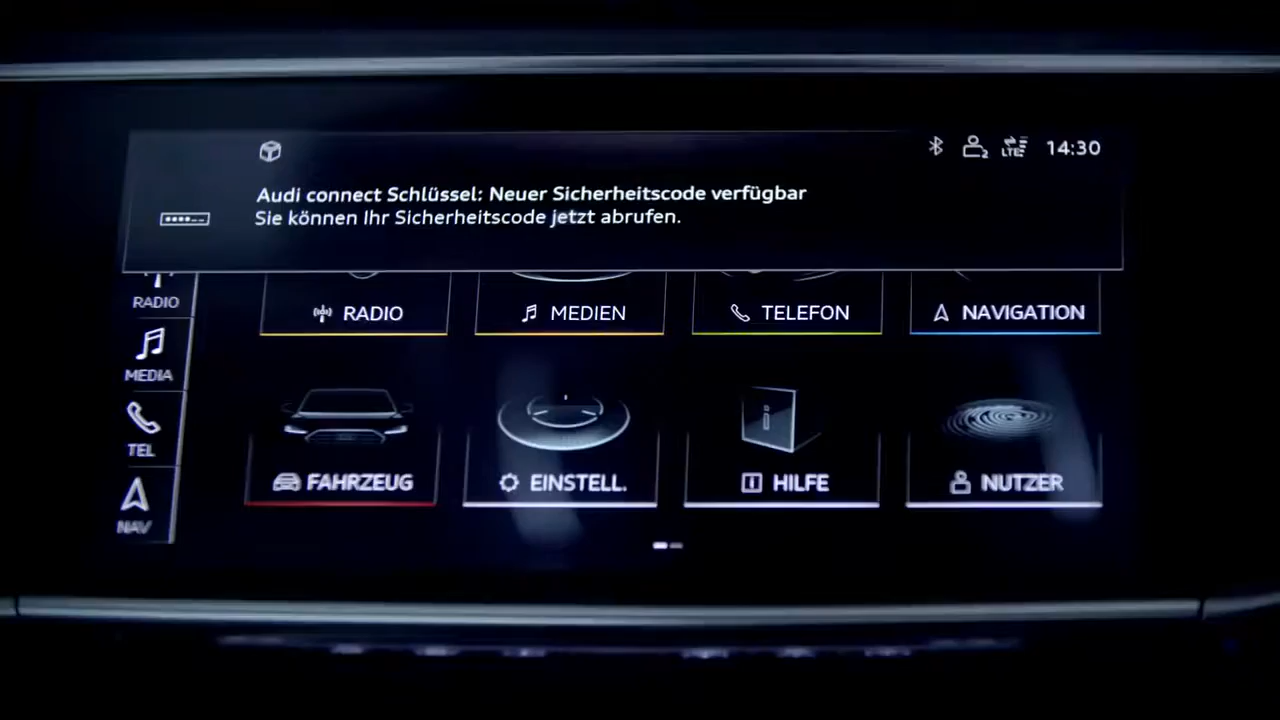 LTE 14:30
Audi connect Schlüssel: Neuer Sicherheitscode verfügbar
Sie können Ihr Sicherheitscode jetzt abrufen.
RADIO
MEDIA
TEL
NAV
RADIO MEDIEN TELEFON NAVIGATION
FAHRZEUG EINSTELL. HILFE NUTZER